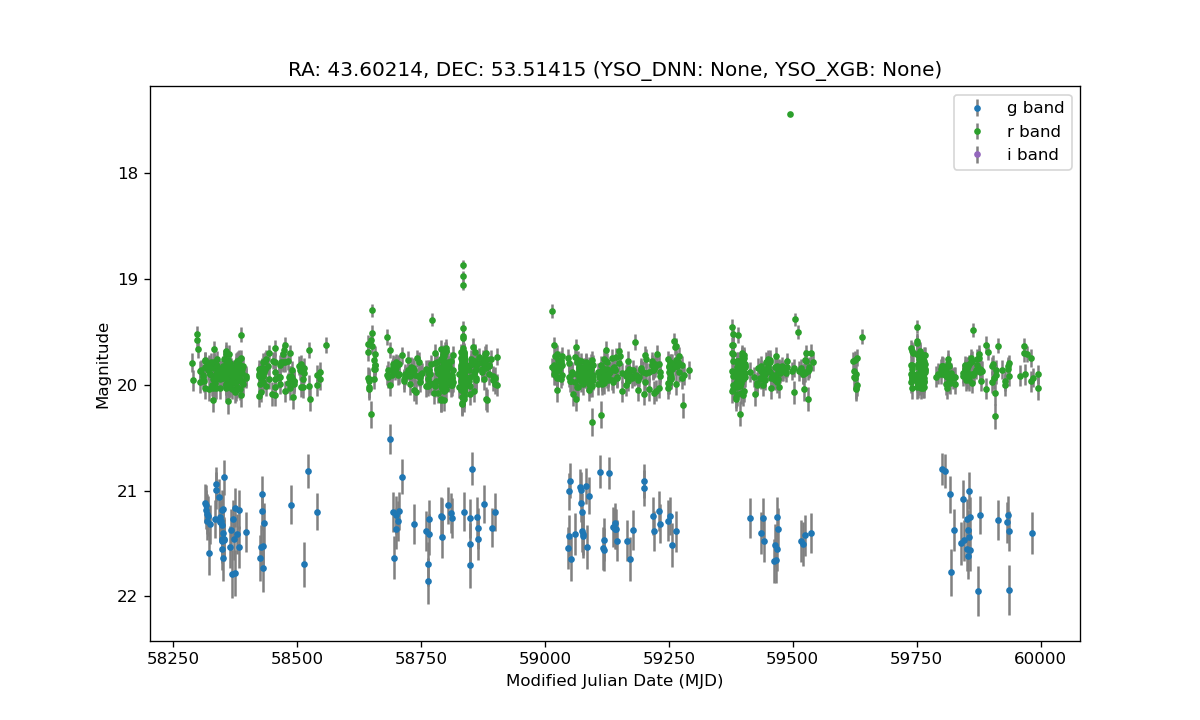 RA: 43.60214, DEC: 53.51415 (YSO_DNN: None, YSO_XGB: None)
g band
r band
i band
Magnitude
18
19
20
21
22
58250 58500 58750 59000 59250 59500 59750 60000
Modified Julian Date (MJD)